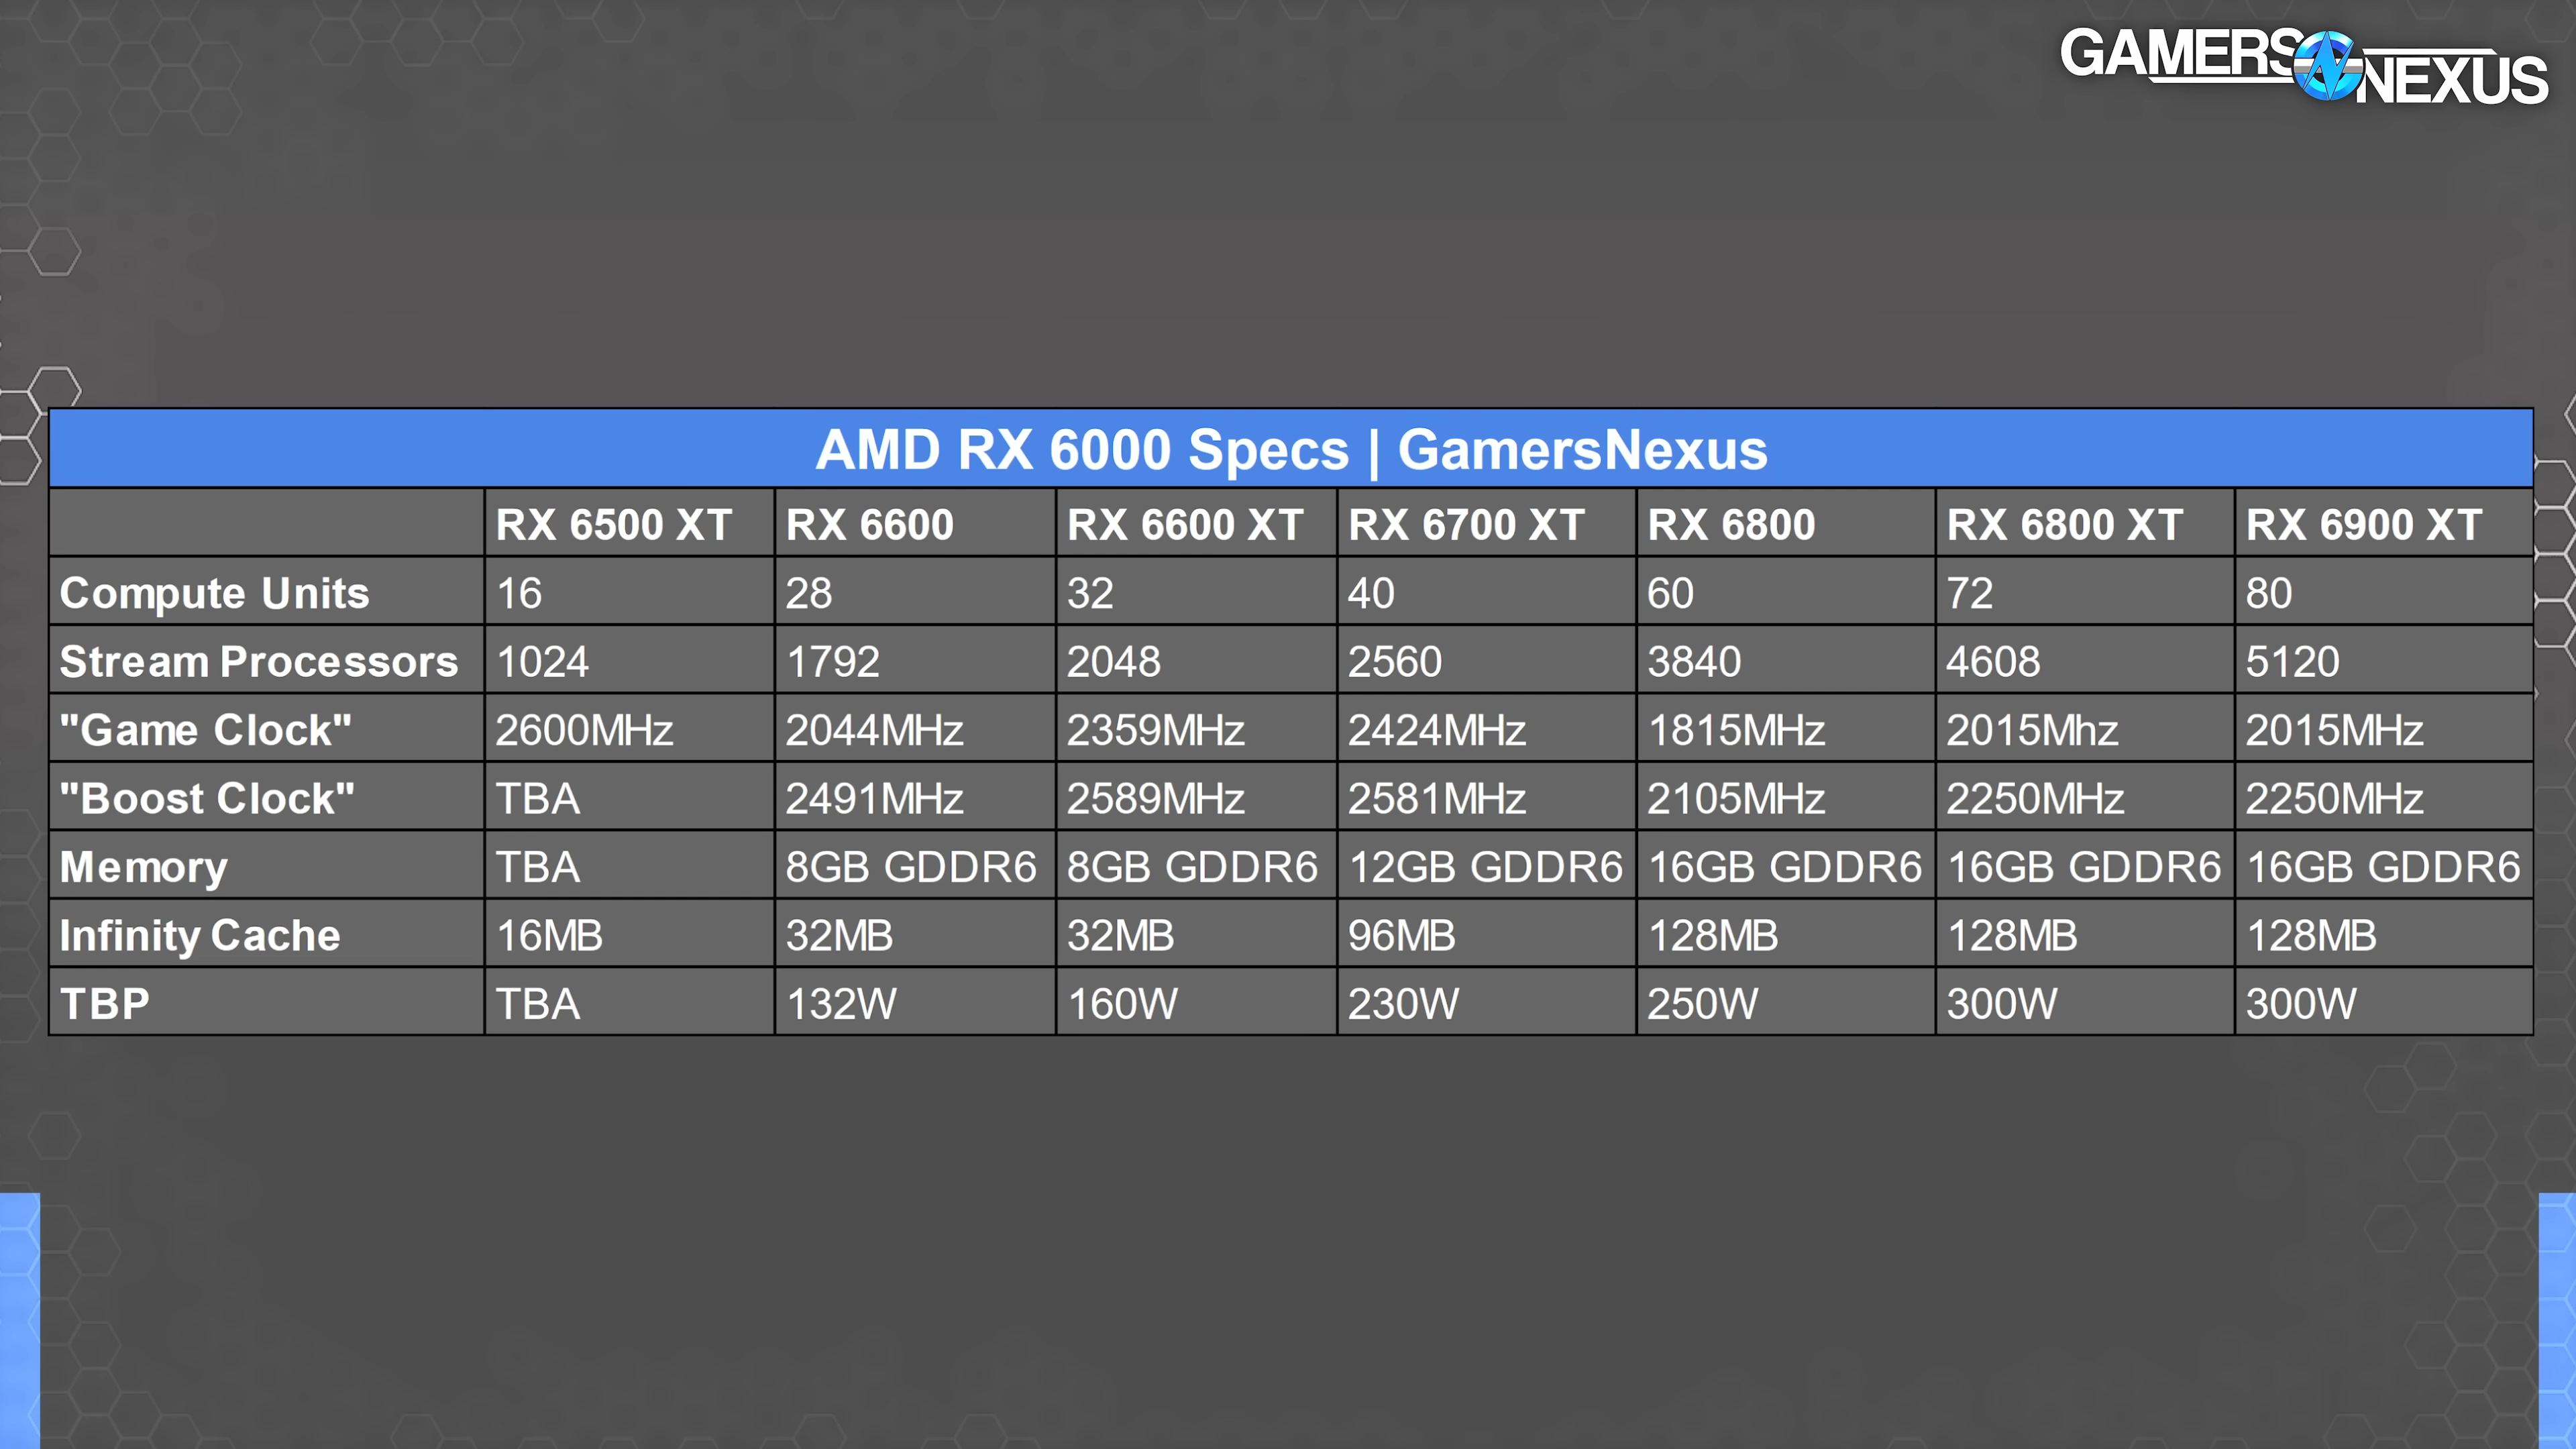 GAMERS NEXUS
AMD RX 6000 Specs | GamersNexus
RX 6500 XT RX 6600 RX 6600 XT RX 6700 XT RX 6800 RX 6800 XT RX 6900 XT
Compute Units 16 28 32 40 60 72 80
Stream Processors 1024 1792 2048 2560 3840 4608 5120
"Game Clock" 2600MHz 2044MHz 2359MHz 2424MHz 1815MHz 2015Mhz 2015MHz
"Boost Clock" TBA 2491MHz 2589MHz 2581MHz 2105MHz 2250MHz 2250MHz
Memory TBA 8GB GDDR6 8GB GDDR6 12GB GDDR6 16GB GDDR6 16GB GDDR6 16GB GDDR6
Infinity Cache 16MB 32MB 32MB 96MB 128MB 128MB 128MB
TBP TBA 132W 160W 230W 250W 300W 300W